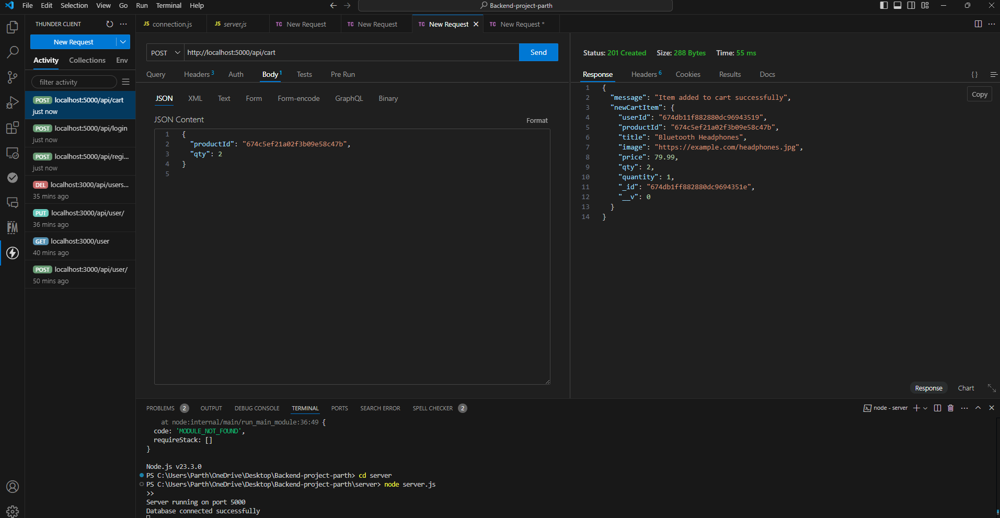 File Edit Selection View Go Run Terminal Help
Backend-project-parth
THUNDER CLIENT
New Request
Activity Collections Env
filter activity
POST localhost:5000/api/cart
just now
POST localhost:5000/api/login
just now
POST localhost:5000/api/regi...
just now
DEL localhost:3000/api/users...
35 mins ago
PUT localhost:3000/api/user/
36 mins ago
GET localhost:3000/user
40 mins ago
POST localhost:3000/api/user/
50 mins ago
FM
JS connection.js JS server.js TC New Request TC New Request TC New Request TC New Request *
POST http://localhost:5000/api/cart Send
Query Headers 3 Auth Body 1 Tests Pre Run
JSON XML Text Form Form-encode GraphQL Binary
JSON Content Format
1 {
2 "productId": "674c5ef21a02f3b09e58c47b",
3 "qty": 2
4 }
5
Status: 201 Created Size: 288 Bytes Time: 55 ms
Response Headers 6 Cookies Results Docs { }
Copy
1 {
2 "message": "Item added to cart successfully",
3 "newCartItem": {
4 "userId": "674db11f882880dc96943519",
5 "productId": "674c5ef21a02f3b09e58c47b",
6 "title": "Bluetooth Headphones",
7 "image": "https://example.com/headphones.jpg",
8 "price": 79.99,
9 "qty": 2,
10 "quantity": 1,
11 "_id": "674db1ff882880dc9694351e",
12 "__v": 0
13 }
14 }
Response Chart
PROBLEMS 2 OUTPUT DEBUG CONSOLE TERMINAL PORTS SEARCH ERROR SPELL CHECKER 2
node - server
at node:internal/main/run_main_module:36:49 {
code: 'MODULE_NOT_FOUND',
requireStack: []
}
Node.js v23.3.0
PS C:\Users\Parth\OneDrive\Desktop\Backend-project-parth> cd server
PS C:\Users\Parth\OneDrive\Desktop\Backend-project-parth\server> node server.js
>>
Server running on port 5000
Database connected successfully